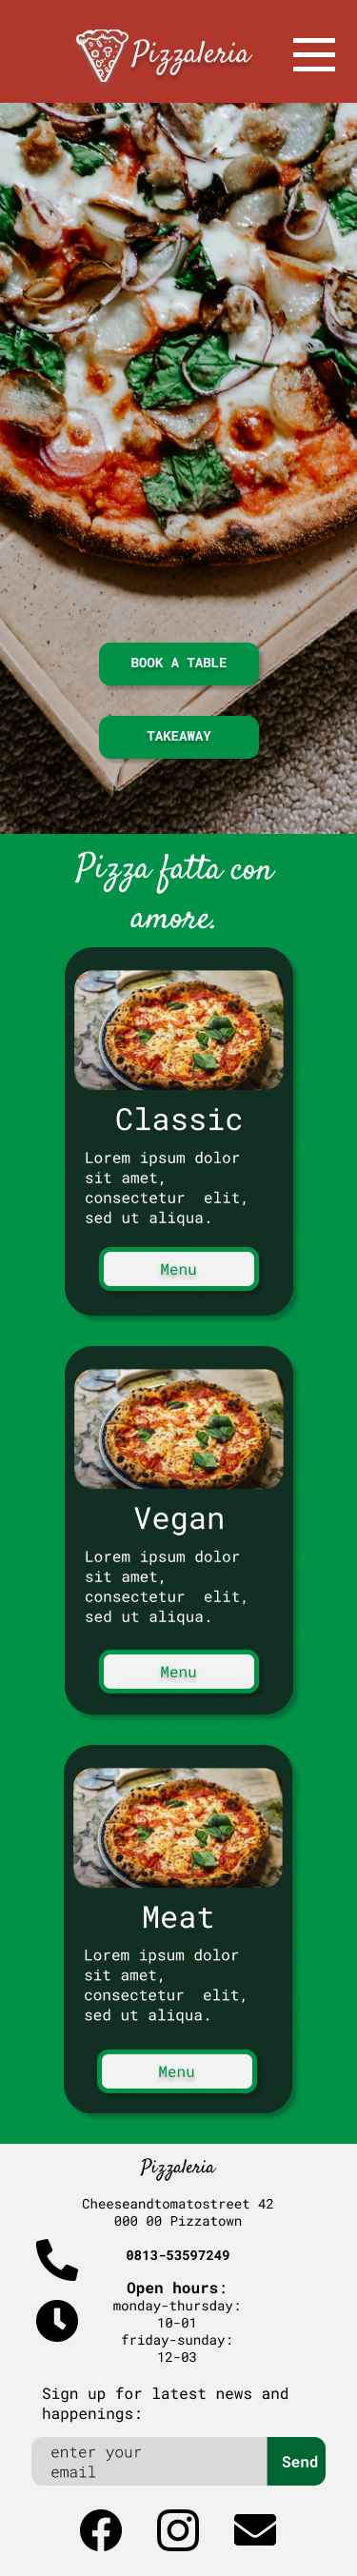 Pizzaleria
BOOK A TABLE
TAKEAWAY
Pizza fatta con
amore.
Classic
Lorem ipsum dolor
sit amet,
consectetur elit,
sed ut aliqua.
Menu
Vegan
Lorem ipsum dolor
sit amet,
consectetur elit,
sed ut aliqua.
Menu
Meat
Lorem ipsum dolor
sit amet,
consectetur elit,
sed ut aliqua.
Menu
Pizzaleria
Cheeseandtomatostreet 42
000 00 Pizzatown
0813-53597249
Open hours:
monday-thursday:
10-01
friday-sunday:
12-03
Sign up for latest news and
happenings:
enter your
email
Send